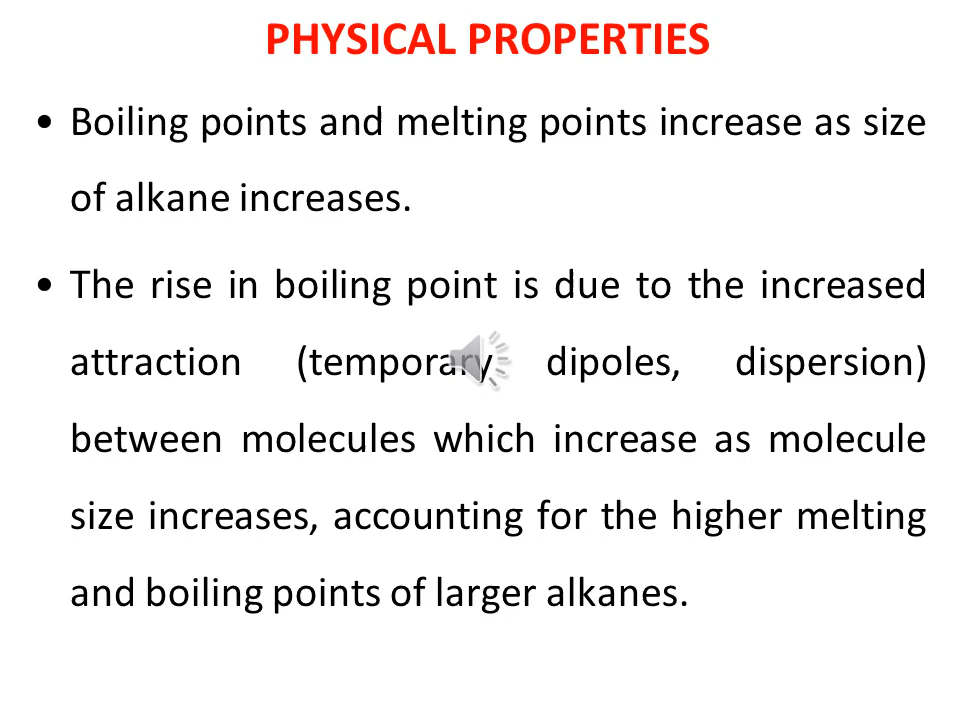 PHYSICAL PROPERTIES
• Boiling points and melting points increase as size
of alkane increases.
• The rise in boiling point is due to the increased
attraction (temporary dipoles, dispersion)
between molecules which increase as molecule
size increases, accounting for the higher melting
and boiling points of larger alkanes.